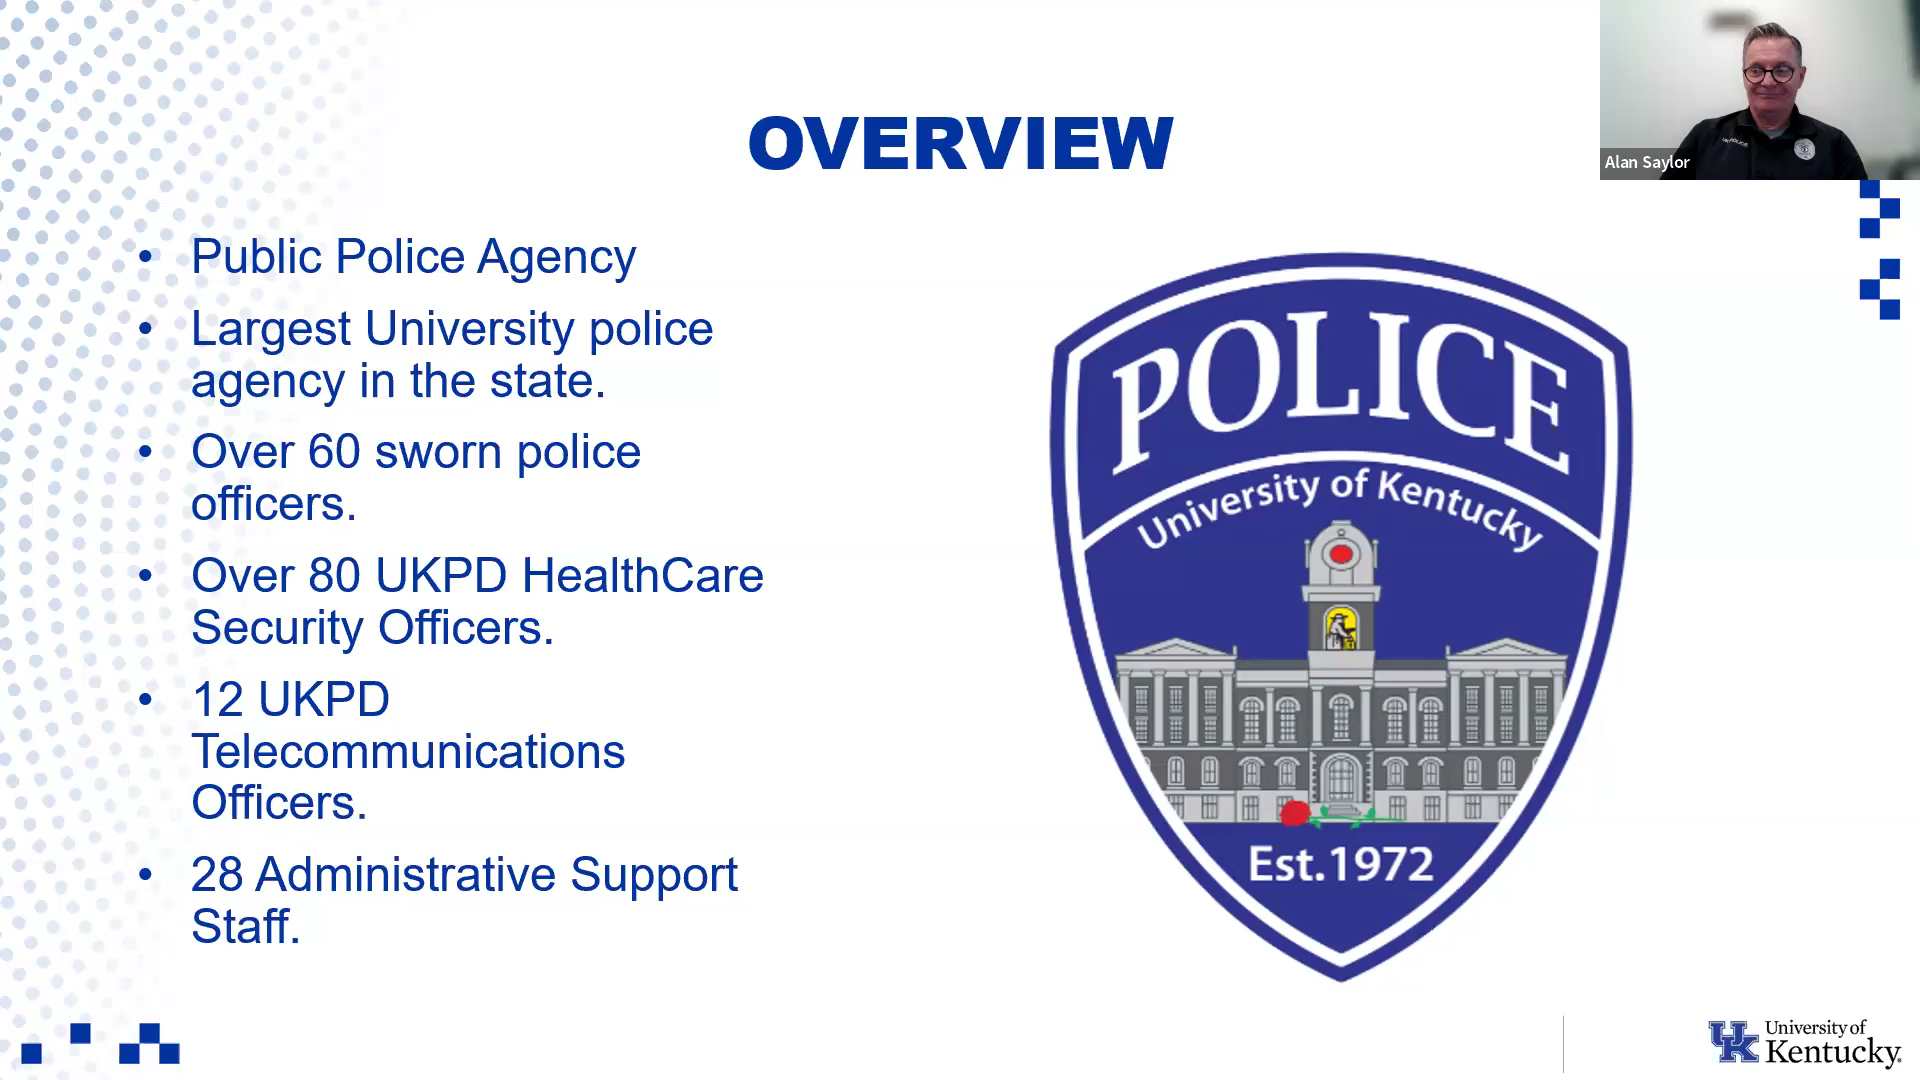 OVERVIEW
• Public Police Agency
• Largest University police
agency in the state.
• Over 60 sworn police
officers.
• Over 80 UKPD HealthCare
Security Officers.
• 12 UKPD
Telecommunications
Officers.
• 28 Administrative Support
Staff.
POLICE
University of Kentucky
Est.1972
Alan Saylor
POLICE
UK
University of
Kentucky.